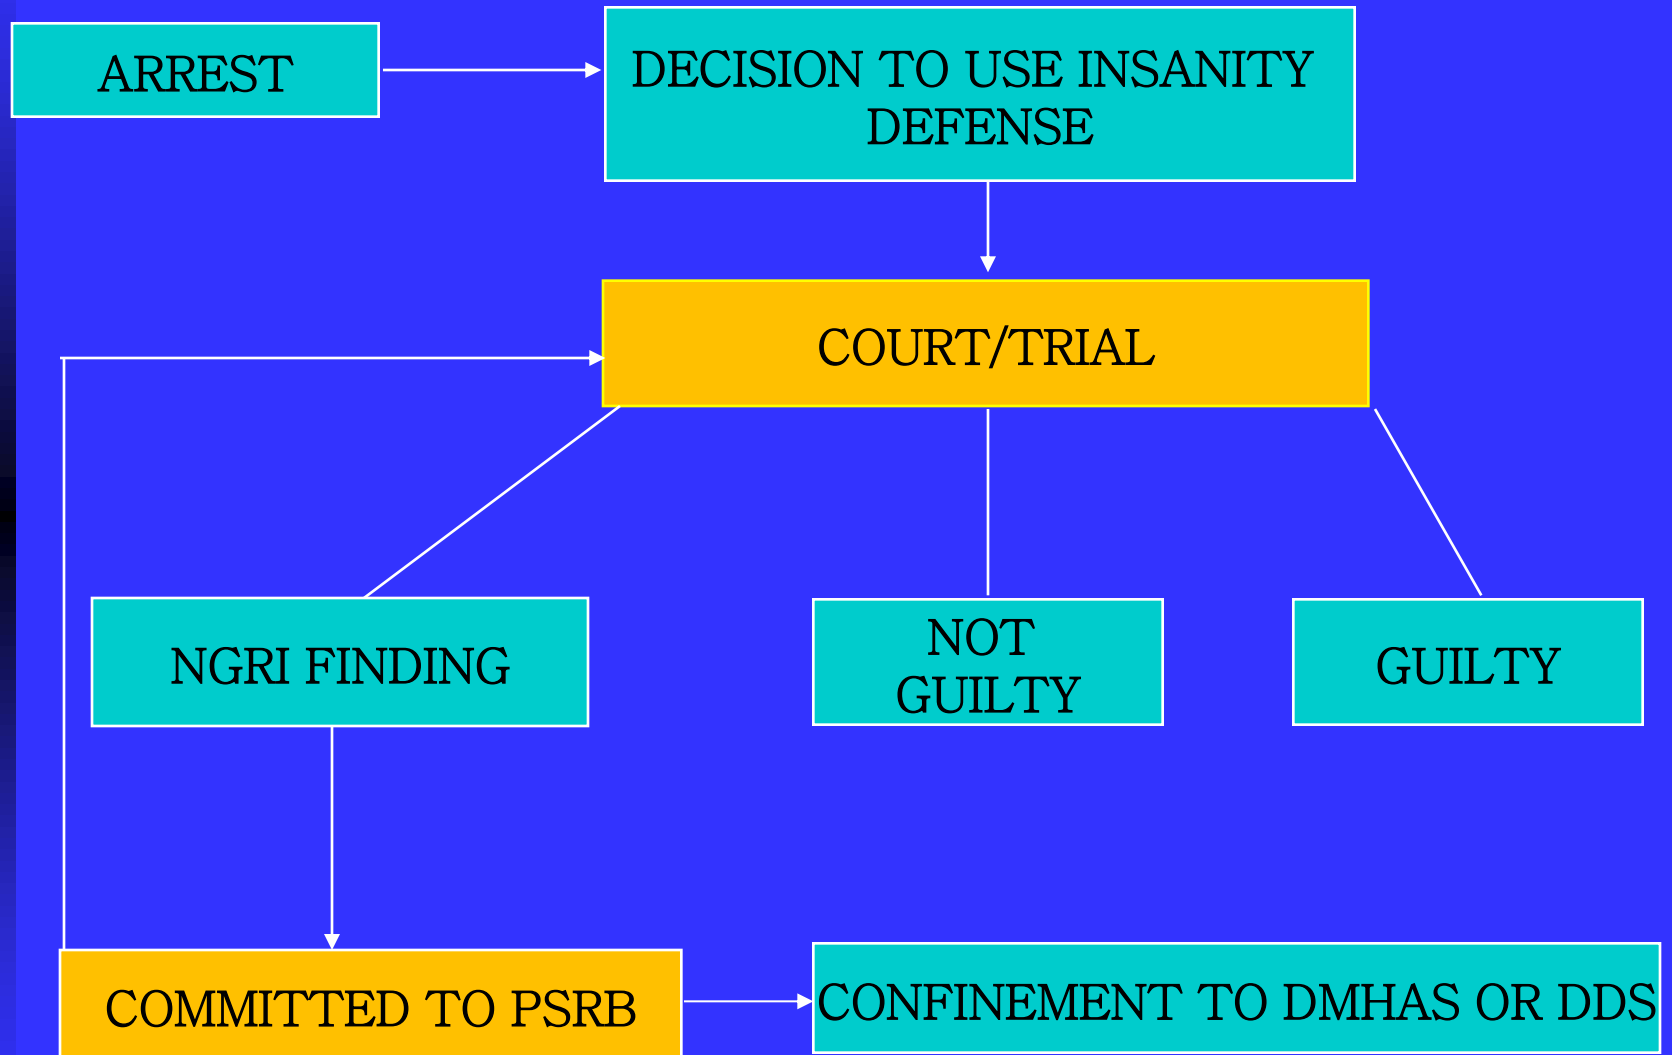 ARREST
DECISION TO USE INSANITY
DEFENSE
COURT/TRIAL
NGRI FINDING
NOT
GUILTY
GUILTY
COMMITTED TO PSRB
CONFINEMENT TO DMHAS OR DDS